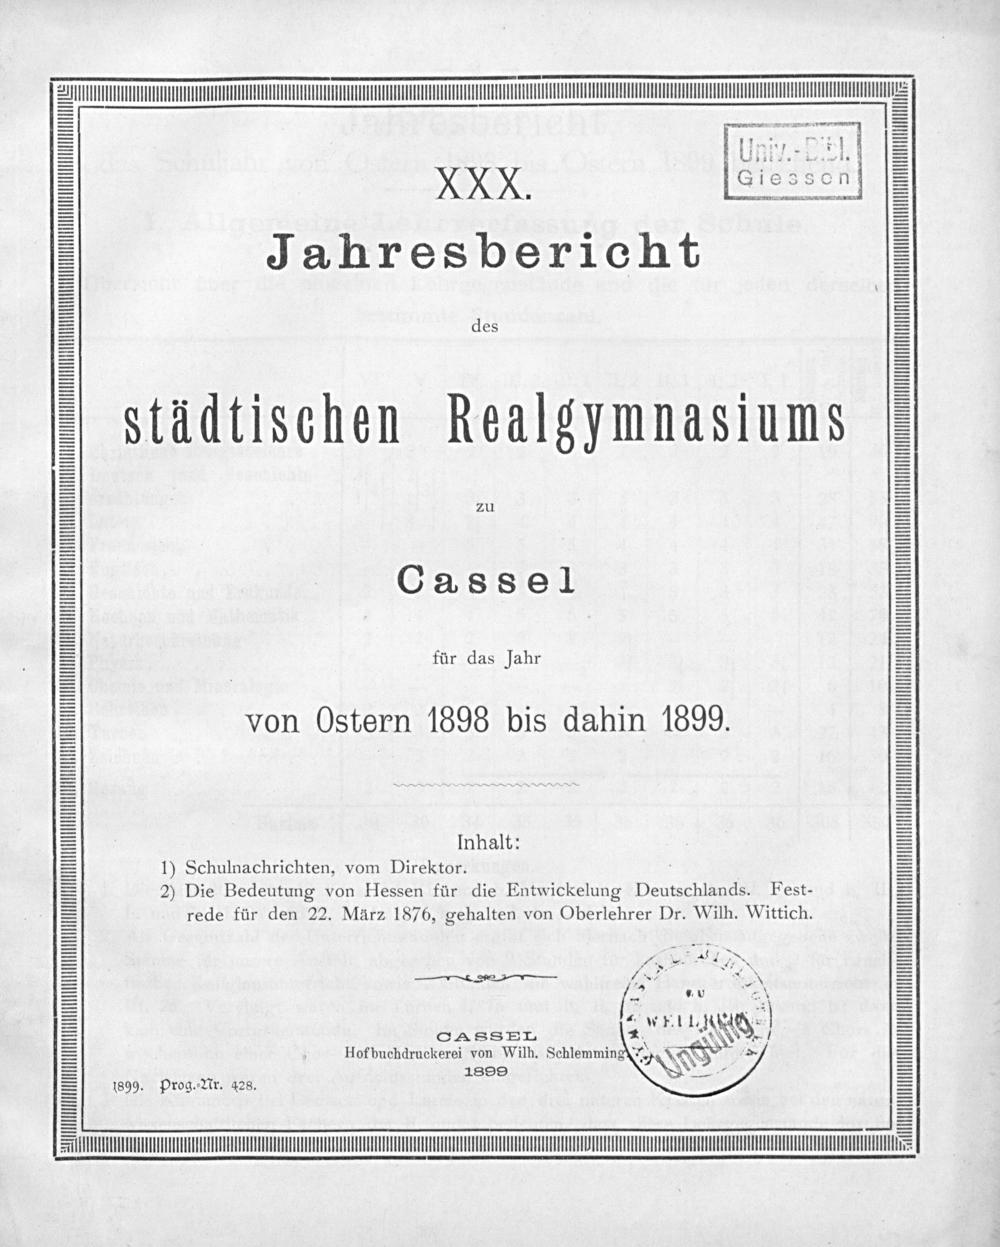 Univ.-Bibl.
Giessen
XXX.
Jahresbericht
des
städtischen Realgymnasiums
zu
Cassel
für das Jahr
von Ostern 1898 bis dahin 1899.
Inhalt:
1) Schulnachrichten, vom Direktor.
2) Die Bedeutung von Hessen für die Entwickelung Deutschlands. Fest-
rede für den 22. März 1876, gehalten von Oberlehrer Dr. Wilh. Wittich.
CASSEL
Hofbuchdruckerei von Wilh. Schlemming
1899
1899. Prog.-Nr. 428.
Ungültig